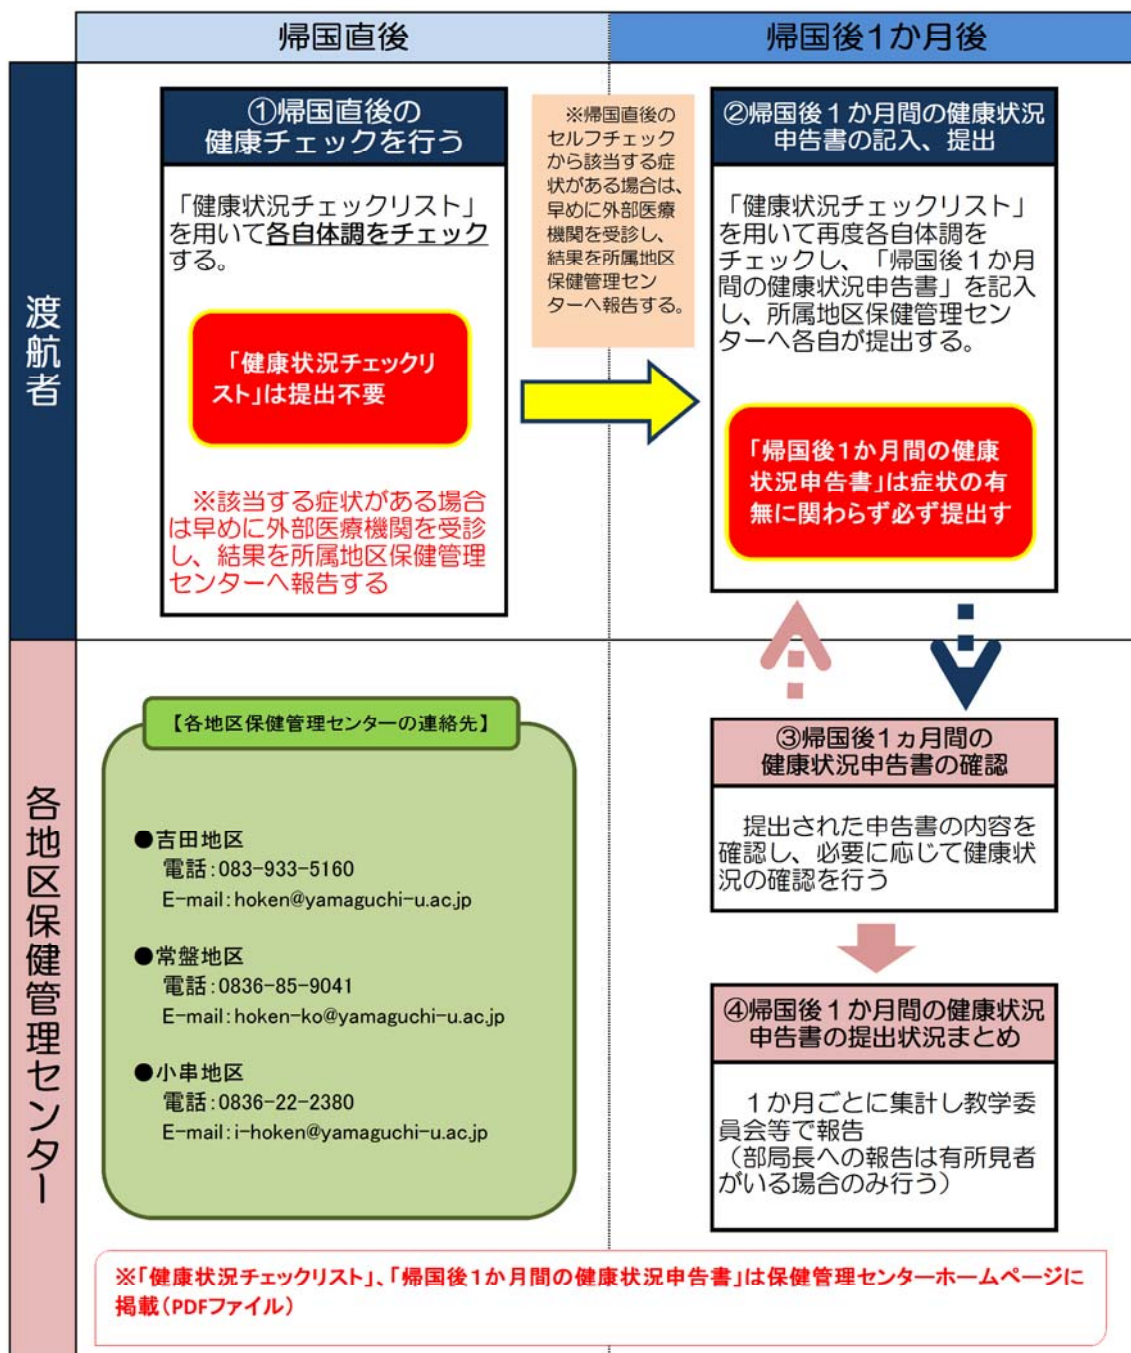 帰国直後
帰国後1か月後
渡航者
①帰国直後の
健康チェックを行う
「健康状況チェックリスト」
を用いて各自体調をチェック
する。
「健康状況チェックリ
スト」は提出不要
※該当する症状がある場合
は早めに外部医療機関を受診
し、結果を所属地区保健管理
センターへ報告する
※帰国直後の
セルフチェック
から該当する症
状がある場合は、
早めに外部医療
機関を受診し、
結果を所属地区
保健管理セン
ターへ報告する。
②帰国後１か月間の健康状況
申告書の記入、提出
「健康状況チェックリスト」
を用いて再度各自体調を
チェックし、「帰国後１か月
間の健康状況申告書」を記入
し、所属地区保健管理セン
ターへ各自が提出する。
「帰国後１か月間の健康
状況申告書」は症状の有
無に関わらず必ず提出す
各地区保健管理センター
【各地区保健管理センターの連絡先】
●吉田地区
電話：083-933-5160
E-mail：hoken@yamaguchi-u.ac.jp
●常盤地区
電話：0836-85-9041
E-mail：hoken-ko@yamaguchi-u.ac.jp
●小串地区
電話：0836-22-2380
E-mail：i-hoken@yamaguchi-u.ac.jp
③帰国後１ヵ月間の
健康状況申告書の確認
提出された申告書の内容を
確認し、必要に応じて健康状
況の確認を行う
④帰国後１か月間の健康状況
申告書の提出状況まとめ
１か月ごとに集計し教学委
員会等で報告
（部局長への報告は有所見者
がいる場合のみ行う）
※「健康状況チェックリスト」、「帰国後1か月間の健康状況申告書」は保健管理センターホームページに
掲載（PDFファイル）